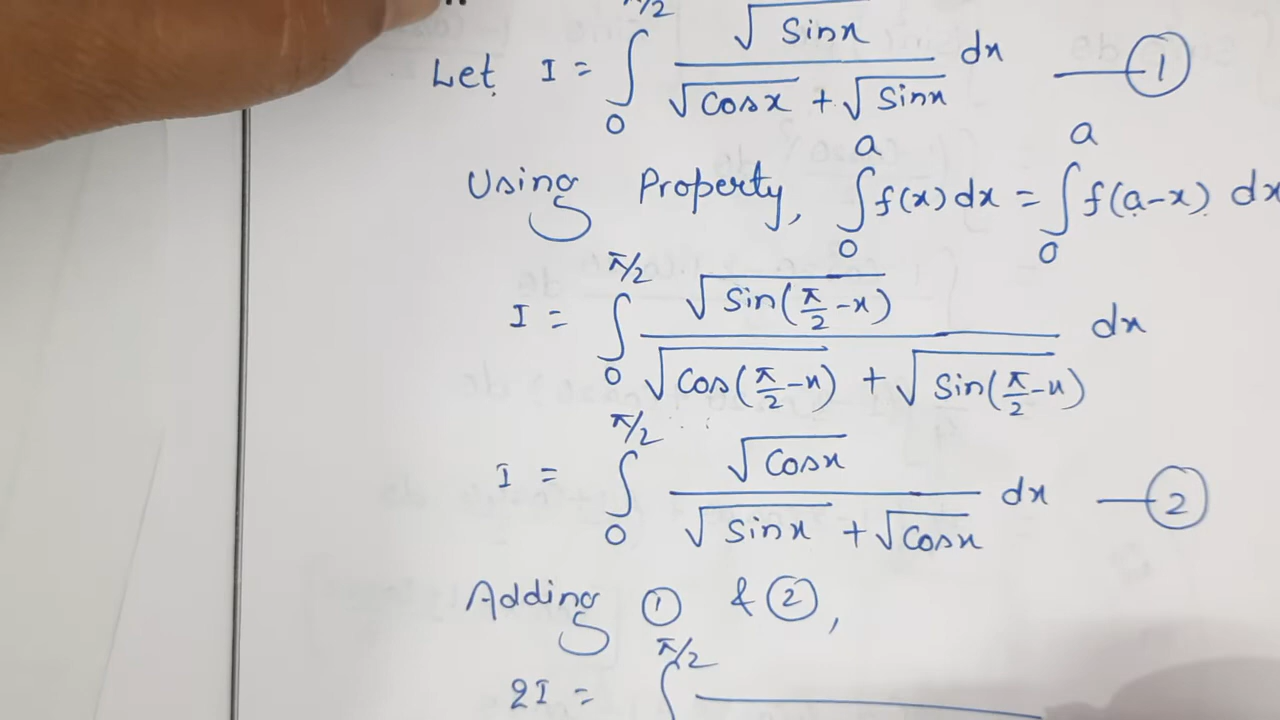 Let I = ∫₀^π/2 √Sinx / (√Cosx + √Sinx) dx —①
Using Property, ∫₀^a f(x) dx = ∫₀^a f(a-x) dx
I = ∫₀^π/2 √Sin(π/2 -x) / (√Cos(π/2 -x) + √Sin(π/2 -x)) dx
I = ∫₀^π/2 √Cosx / (√Sinx + √Cosx) dx —②
Adding ① & ②,
2I = ∫^π/2